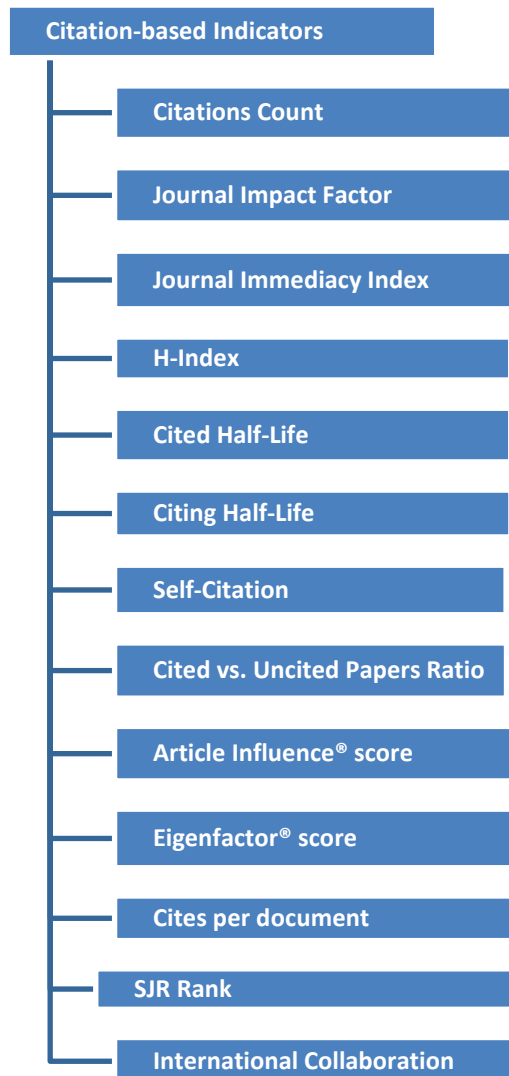 Citation-based Indicators
Citations Count
Journal Impact Factor
Journal Immediacy Index
H-Index
Cited Half-Life
Citing Half-Life
Self-Citation
Cited vs. Uncited Papers Ratio
Article Influence® score
Eigenfactor® score
Cites per document
SJR Rank
International Collaboration